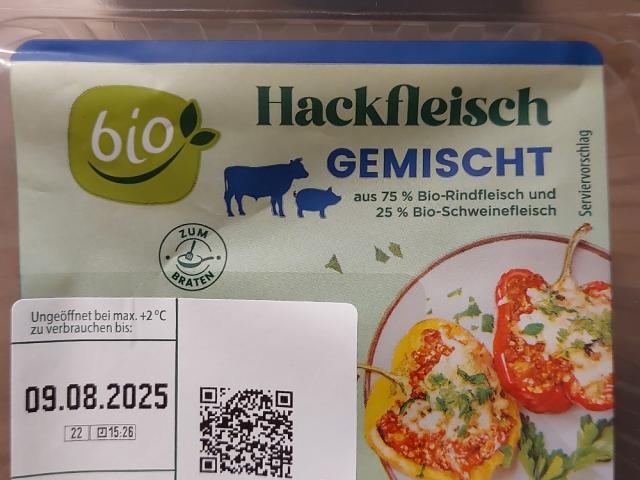 bio
Hackfleisch
GEMISCHT
aus 75 % Bio-Rindfleisch und
25 % Bio-Schweinefleisch
Serviervorschlag
ZUM
BRATEN
Ungeöffnet bei max. +2 °C
zu verbrauchen bis:
09.08.2025
22 15:26